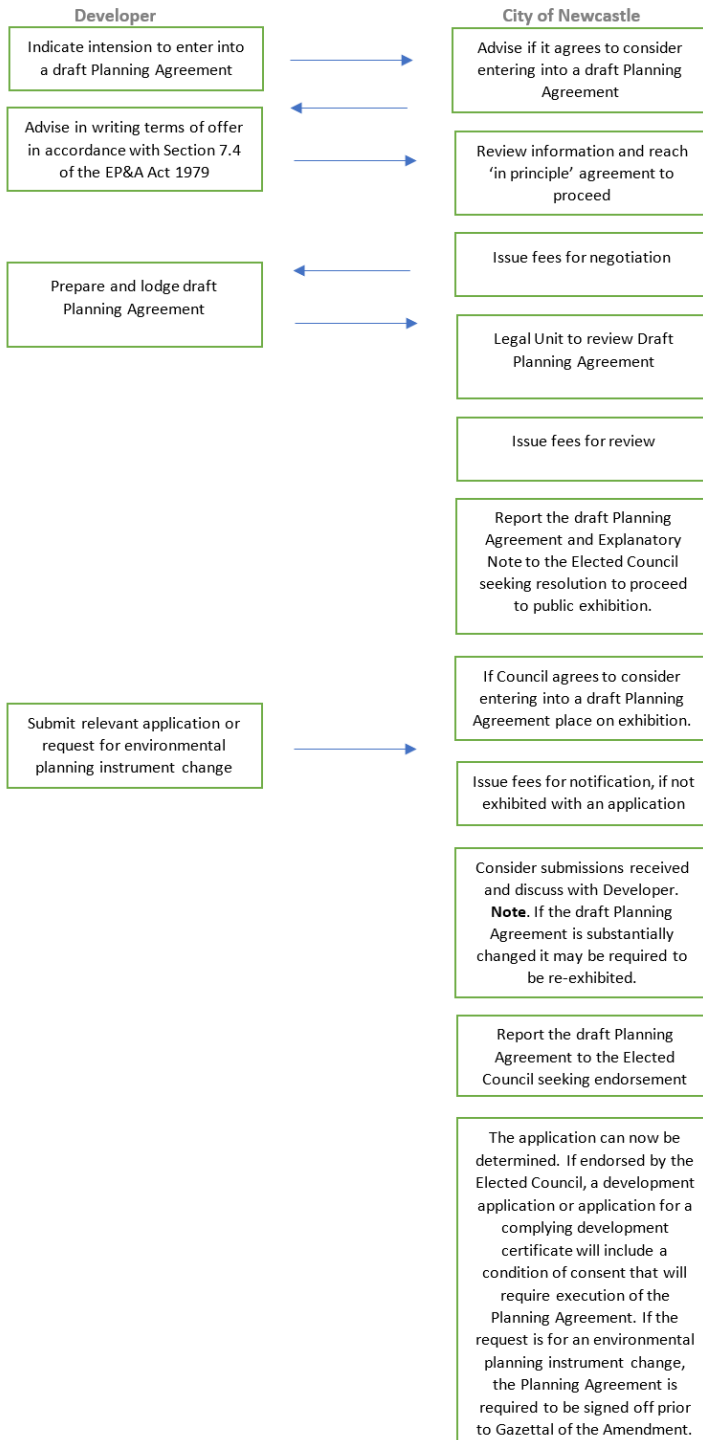 Developer
City of Newcastle
Indicate intension to enter into
a draft Planning Agreement
Advise if it agrees to consider
entering into a draft Planning
Agreement
Advise in writing terms of offer
in accordance with Section 7.4
of the EP&A Act 1979
Review information and reach
‘in principle’ agreement to
proceed
Issue fees for negotiation
Prepare and lodge draft
Planning Agreement
Legal Unit to review Draft
Planning Agreement
Issue fees for review
Report the draft Planning
Agreement and Explanatory
Note to the Elected Council
seeking resolution to proceed
to public exhibition.
If Council agrees to consider
entering into a draft Planning
Agreement place on exhibition.
Submit relevant application or
request for environmental
planning instrument change
Issue fees for notification, if not
exhibited with an application
Consider submissions received
and discuss with Developer.
Note. If the draft Planning
Agreement is substantially
changed it may be required to
be re-exhibited.
Report the draft Planning
Agreement to the Elected
Council seeking endorsement
The application can now be
determined. If endorsed by the
Elected Council, a development
application or application for a
complying development
certificate will include a
condition of consent that will
require execution of the
Planning Agreement. If the
request is for an environmental
planning instrument change,
the Planning Agreement is
required to be signed off prior
to Gazettal of the Amendment.